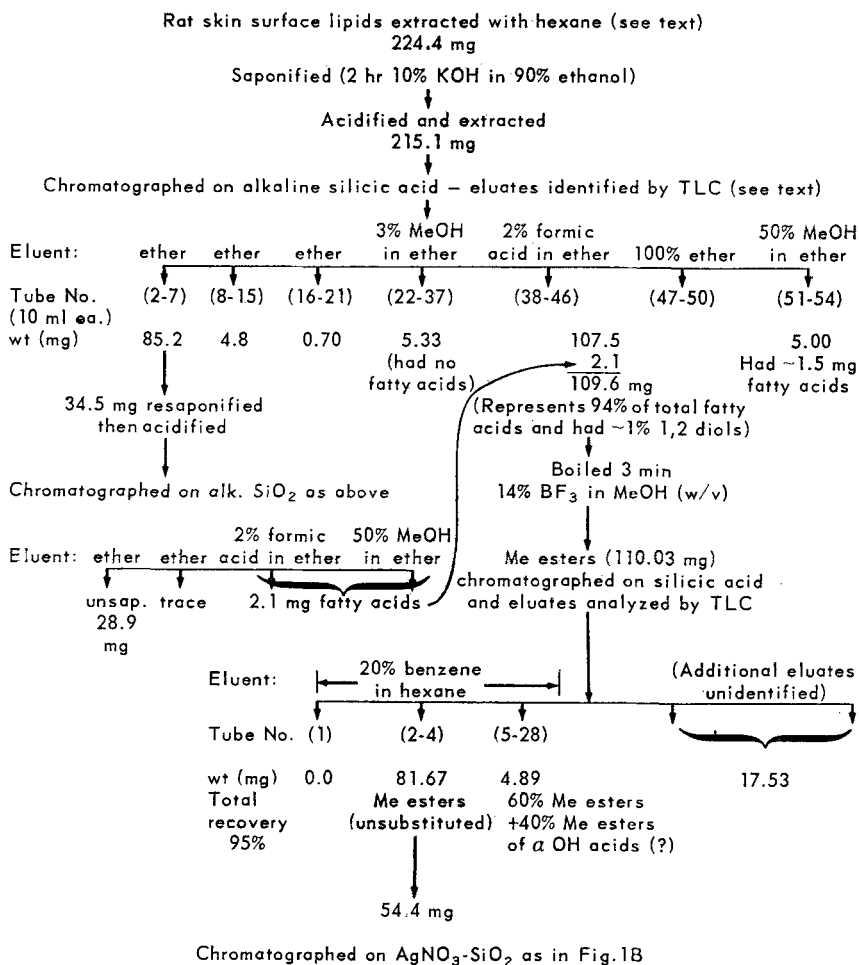 Rat skin surface lipids extracted with hexane (see text)
224.4 mg
Saponified (2 hr 10% KOH in 90% ethanol)
Acidified and extracted
215.1 mg
Chromatographed on alkaline silicic acid – eluates identified by TLC (see text)
Eluent: ether ether ether 3% MeOH in ether 2% formic acid in ether 100% ether 50% MeOH in ether
Tube No. (2-7) (8-15) (16-21) (22-37) (38-46) (47-50) (51-54)
(10 ml ea.)
wt (mg) 85.2 4.8 0.70 5.33 107.5 5.00
(had no fatty acids) 2.1 Had ~1.5 mg fatty acids
109.6 mg
34.5 mg resaponified
then acidified
(Represents 94% of total fatty
acids and had ~1% 1,2 diols)
Boiled 3 min
14% BF3 in MeOH (w/v)
Chromatographed on alk. SiO2 as above
Eluent: ether ether 2% formic acid in ether 50% MeOH in ether
unsap. trace 2.1 mg fatty acids
28.9
mg
Me esters (110.03 mg)
chromatographed on silicic acid
and eluates analyzed by TLC
Eluent: 20% benzene in hexane (Additional eluates unidentified)
Tube No. (1) (2-4) (5-28)
wt (mg) 0.0 81.67 4.89 17.53
Total Me esters 60% Me esters
recovery (unsubstituted) +40% Me esters
95% of α OH acids (?)
54.4 mg
Chromatographed on AgNO3-SiO2 as in Fig.1B